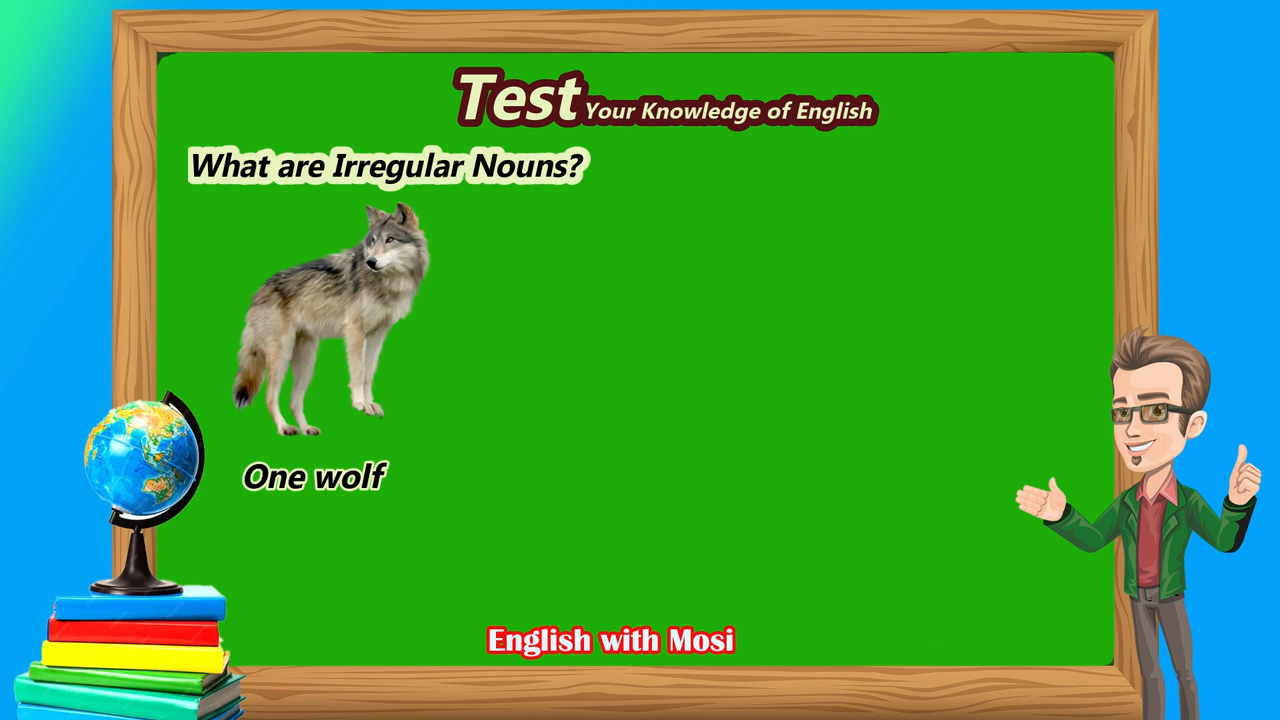 Test Your Knowledge of English
What are Irregular Nouns?
One wolf
English with Mosi